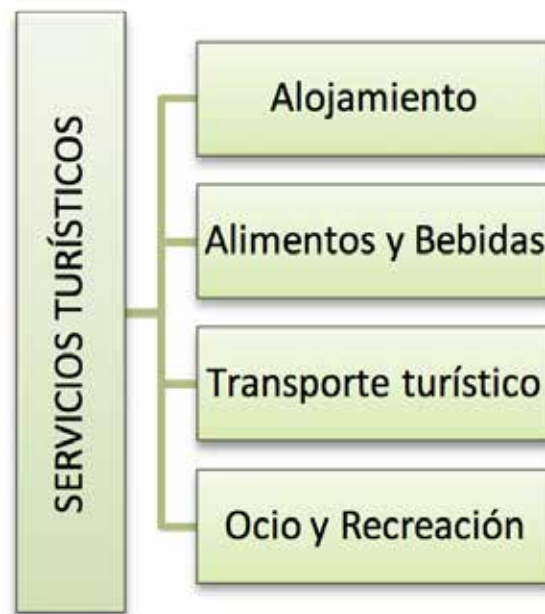 SERVICIOS TURÍSTICOS
Alojamiento
Alimentos y Bebidas
Transporte turístico
Ocio y Recreación